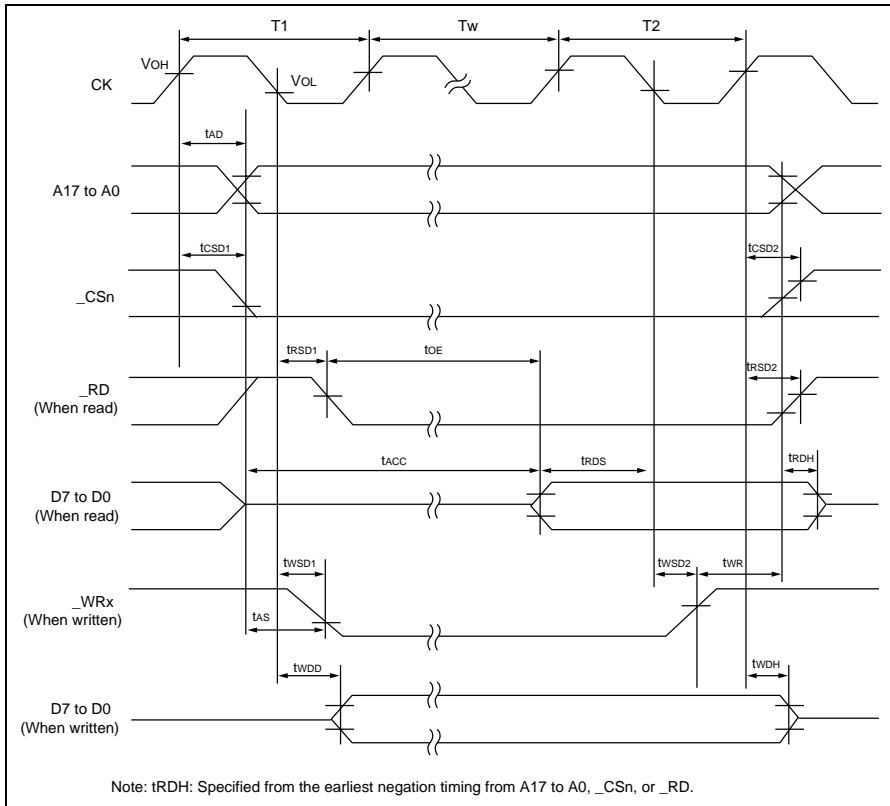 T1 Tw T2
VOH
VOL
CK
tAD
A17 to A0
tCSD1 tCSD2
_CSn
tRSD1 tOE
tRSD2
_RD
(When read)
tACC tRDS tRDH
D7 to D0
(When read)
tWSD1 tWSD2 tWR
_WRx
(When written)
tAS
tWDD tWDH
D7 to D0
(When written)
Note: tRDH: Specified from the earliest negation timing from A17 to A0, _CSn, or _RD.